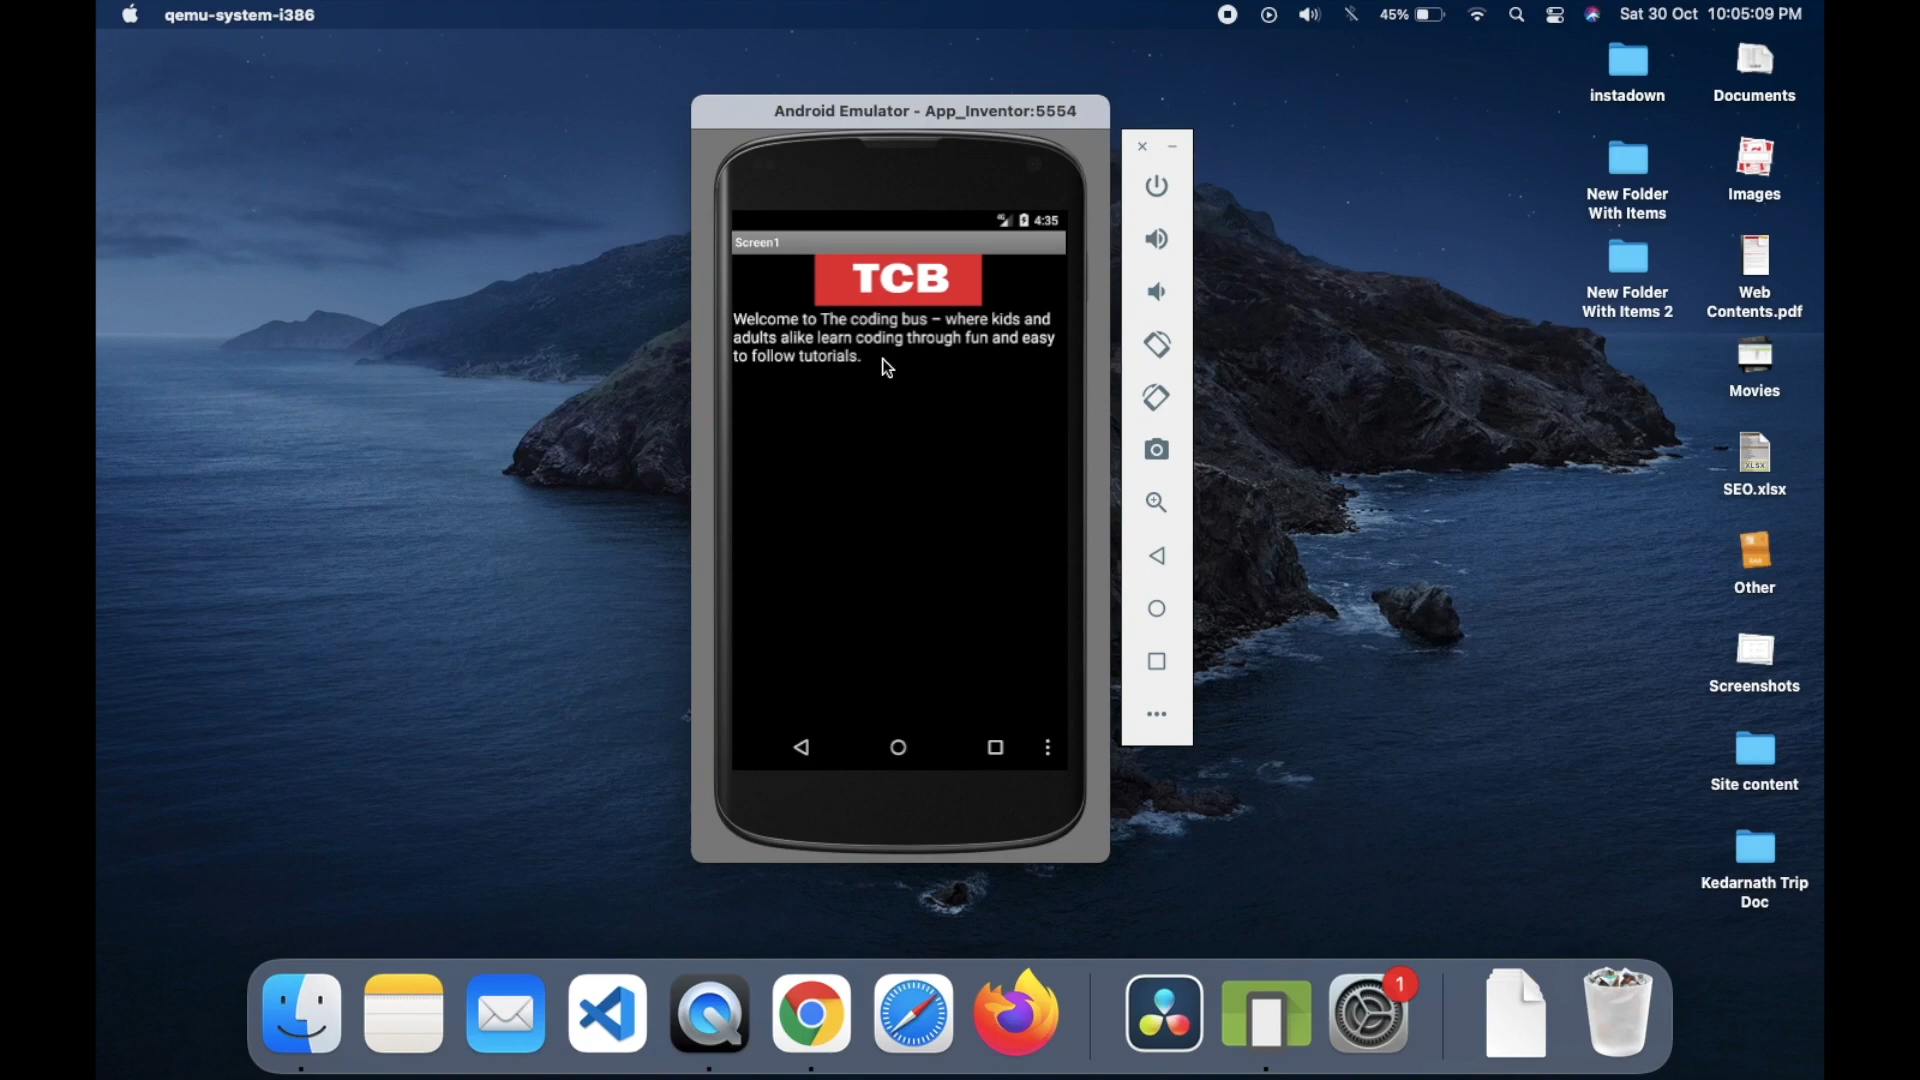 qemu-system-i386
45%
Sat 30 Oct 10:05:09 PM
Android Emulator - App_Inventor:5554
4G
4:35
Screen1
TCB
Welcome to The coding bus – where kids and
adults alike learn coding through fun and easy
to follow tutorials.
instadown
Documents
New Folder
With Items
Images
New Folder
With Items 2
Web
Contents.pdf
Movies
XLSX
SEO.xlsx
Other
Screenshots
Site content
Kedarnath Trip
Doc
1